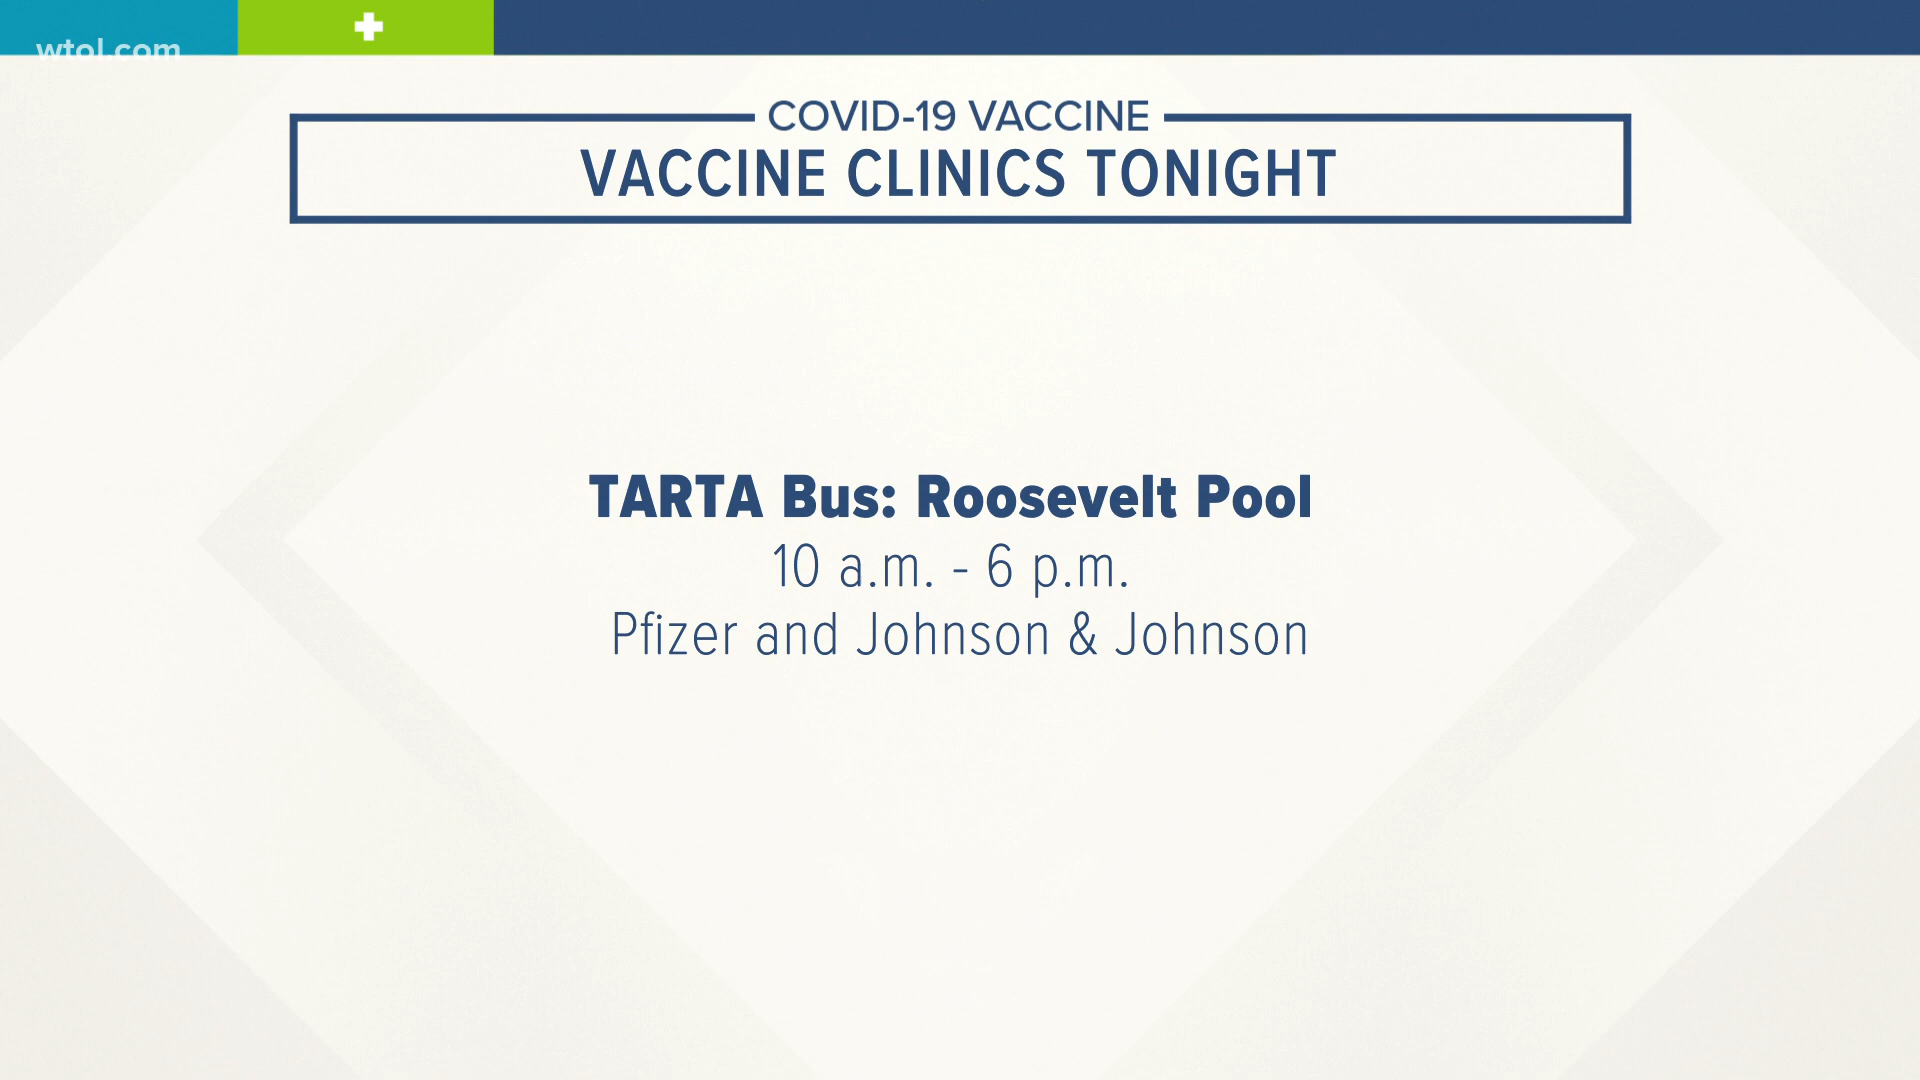 wtol.com
COVID-19 VACCINE
VACCINE CLINICS TONIGHT
TARTA Bus: Roosevelt Pool
10 a.m. - 6 p.m.
Pfizer and Johnson & Johnson